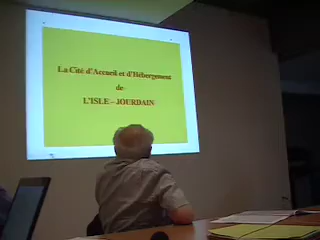 La Cité d'Accueil et d'Hébergement
de
L'ISLE – JOURDAIN